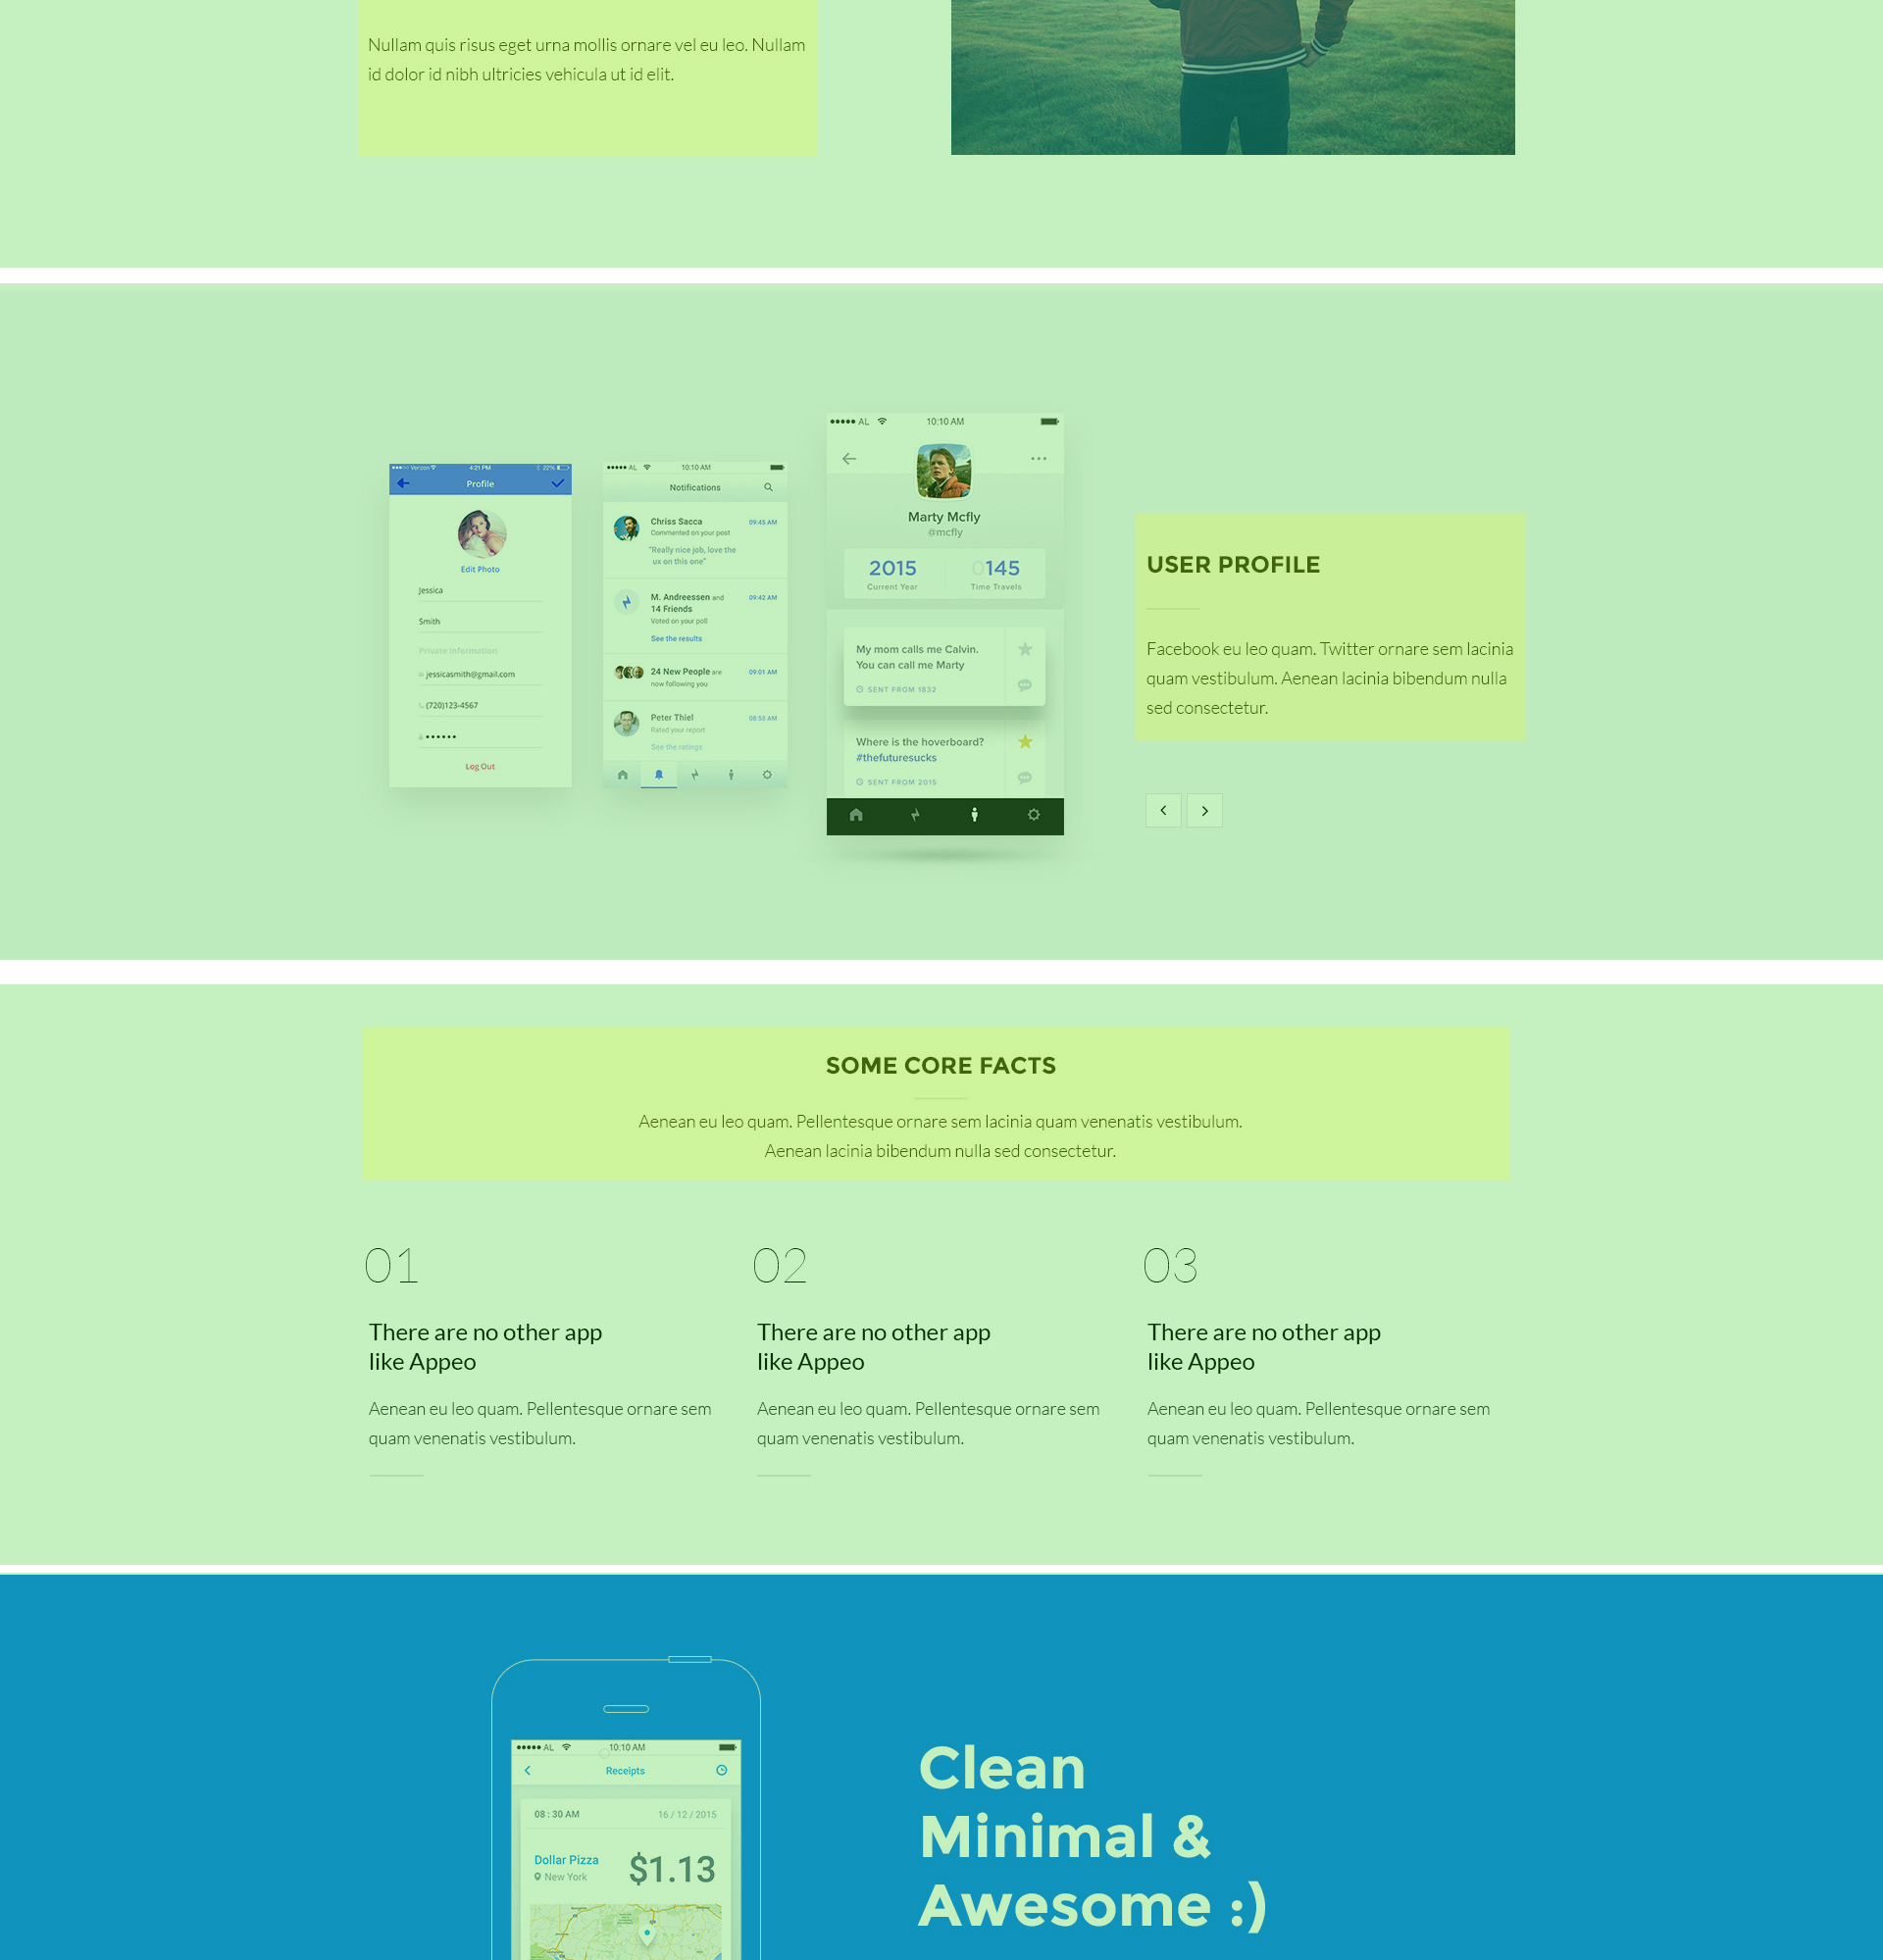 Nullam quis risus eget urna mollis ornare vel eu leo. Nullam
id dolor id nibh ultricies vehicula ut id elit.
Verizon 4:21 PM 22%
Profile
Edit Photo
Jessica
Smith
Private Information
jessicasmith@gmail.com
(720)123-4567
Log Out
AL 10:10 AM
Notifications
Chriss Sacca 09:45 AM
Commented on your post
"Really nice job, love the
ux on this one"
M. Andreessen and 09:42 AM
14 Friends
Voted on your poll
See the results
24 New People are 09:01 AM
now following you
Peter Thiel 08:53 AM
Rated your report
See the ratings
AL 10:10 AM
Marty Mcfly
@mcfly
2015 0145
Current Year Time Travels
My mom calls me Calvin.
You can call me Marty
SENT FROM 1832
Where is the hoverboard?
#thefuturesucks
SENT FROM 2015
USER PROFILE
Facebook eu leo quam. Twitter ornare sem lacinia
quam vestibulum. Aenean lacinia bibendum nulla
sed consectetur.
SOME CORE FACTS
Aenean eu leo quam. Pellentesque ornare sem lacinia quam venenatis vestibulum.
Aenean lacinia bibendum nulla sed consectetur.
01
There are no other app
like Appeo
Aenean eu leo quam. Pellentesque ornare sem
quam venenatis vestibulum.
02
There are no other app
like Appeo
Aenean eu leo quam. Pellentesque ornare sem
quam venenatis vestibulum.
03
There are no other app
like Appeo
Aenean eu leo quam. Pellentesque ornare sem
quam venenatis vestibulum.
AL 10:10 AM
Receipts
08 : 30 AM 16 / 12 / 2015
Dollar Pizza $1.13
New York
Clean
Minimal &
Awesome :)